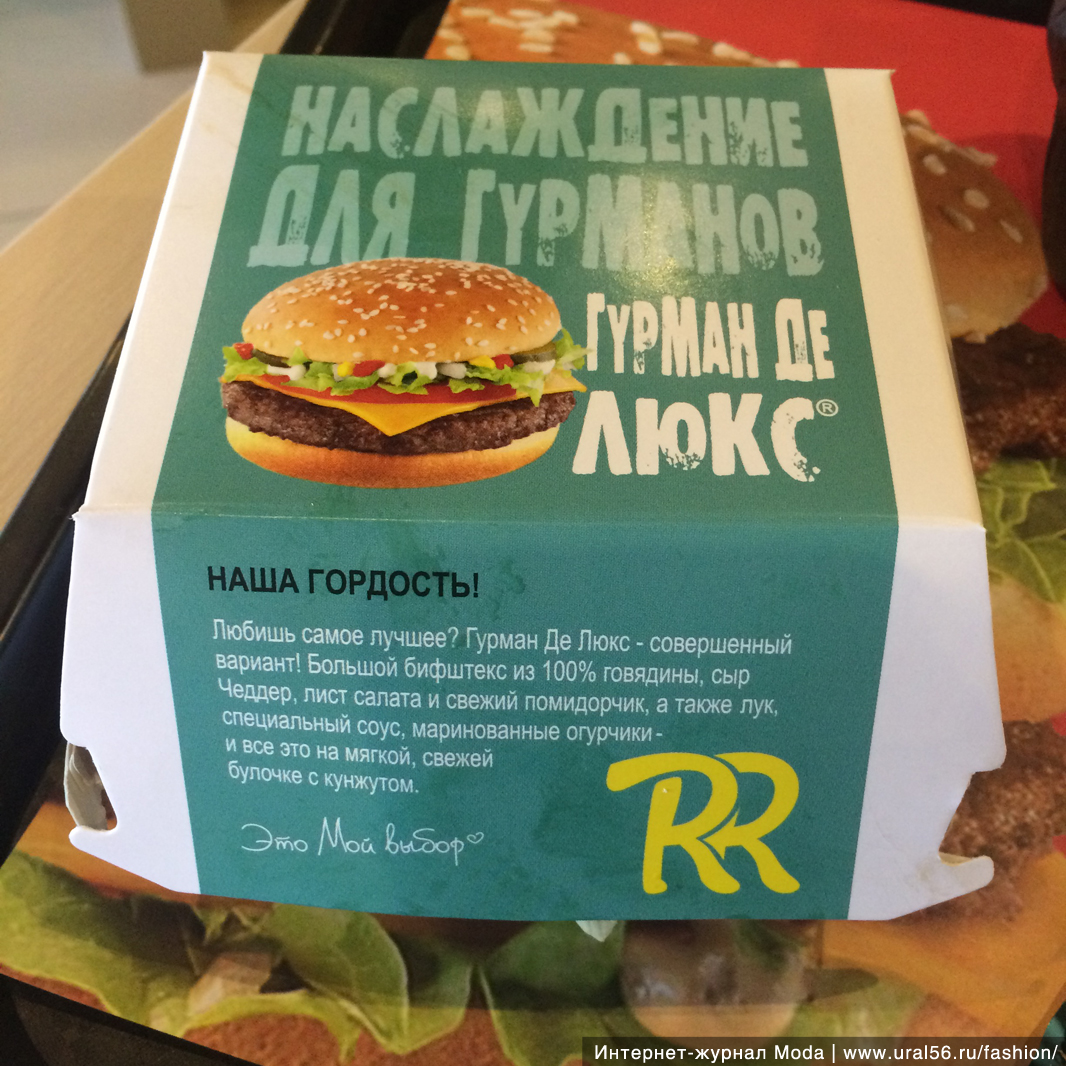 НАСЛАЖДЕНИЕ
ДЛЯ ГУРМАНОВ
ГУРМАН ДЕ
ЛЮКС®
НАША ГОРДОСТЬ!
Любишь самое лучшее? Гурман Де Люкс - совершенный
вариант! Большой бифштекс из 100% говядины, сыр
Чеддер, лист салата и свежий помидорчик, а также лук,
специальный соус, маринованные огурчики -
и все это на мягкой, свежей
булочке с кунжутом.
Это Мой выбор
RR
Интернет-журнал Moda | www.ural56.ru/fashion/